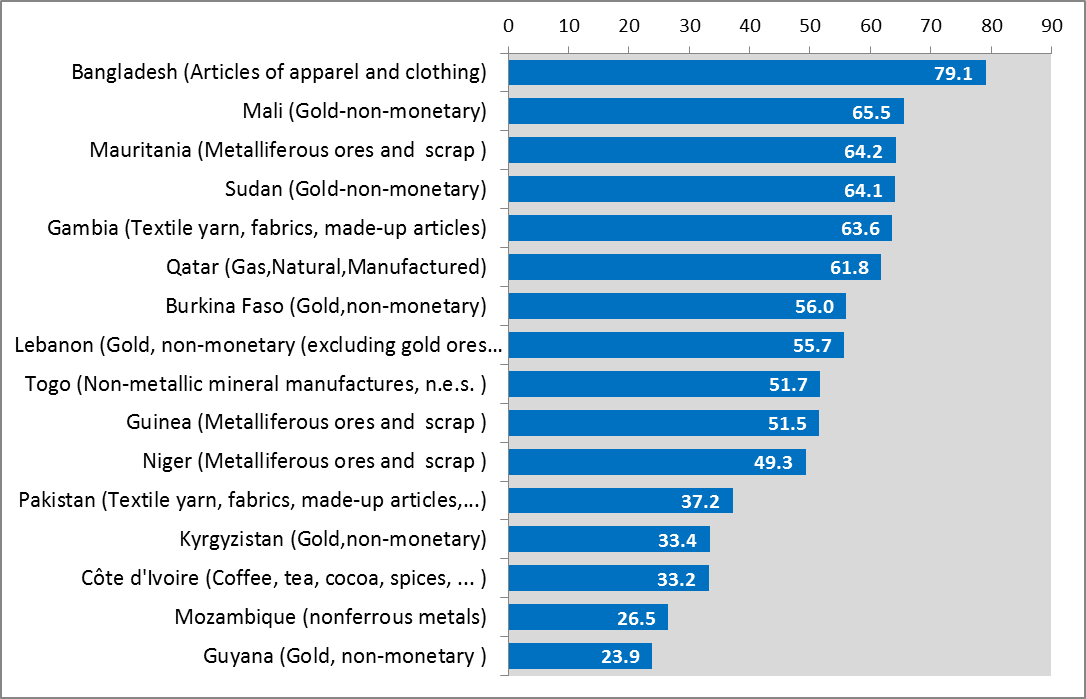 0 10 20 30 40 50 60 70 80 90
Bangladesh (Articles of apparel and clothing) 79.1
Mali (Gold-non-monetary) 65.5
Mauritania (Metalliferous ores and  scrap ) 64.2
Sudan (Gold-non-monetary) 64.1
Gambia (Textile yarn, fabrics, made-up articles) 63.6
Qatar (Gas,Natural,Manufactured) 61.8
Burkina Faso (Gold,non-monetary) 56.0
Lebanon (Gold, non-monetary (excluding gold ores... 55.7
Togo (Non-metallic mineral manufactures, n.e.s. ) 51.7
Guinea (Metalliferous ores and  scrap ) 51.5
Niger (Metalliferous ores and  scrap ) 49.3
Pakistan (Textile yarn, fabrics, made-up articles,...) 37.2
Kyrgyzistan (Gold,non-monetary) 33.4
Côte d'Ivoire (Coffee, tea, cocoa, spices, ... ) 33.2
Mozambique (nonferrous metals) 26.5
Guyana (Gold, non-monetary ) 23.9